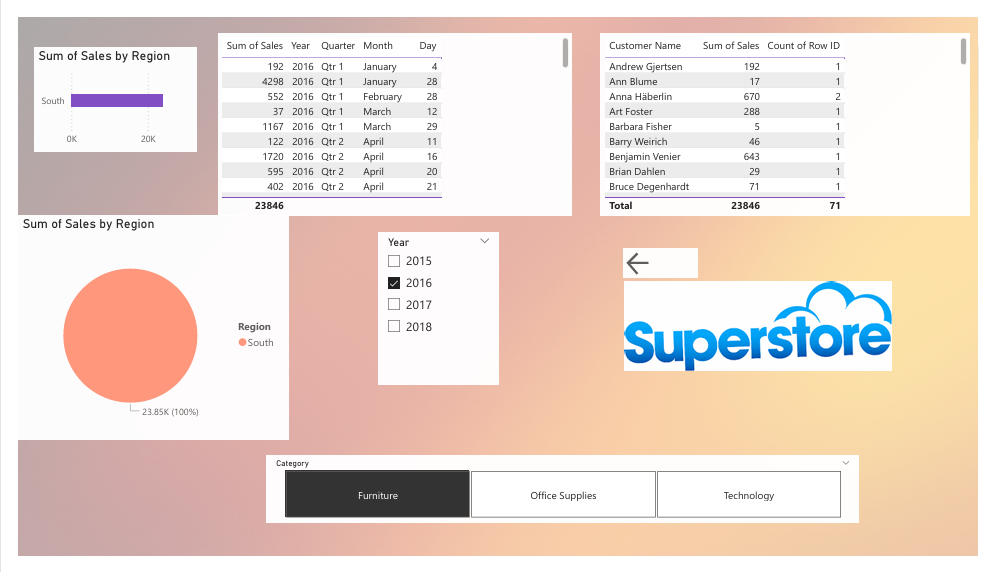 Sum of Sales by Region
South
0K 20K
Sum of Sales Year Quarter Month Day
192 2016 Qtr 1 January 4
4298 2016 Qtr 1 January 28
552 2016 Qtr 1 February 28
37 2016 Qtr 1 March 12
1167 2016 Qtr 1 March 29
122 2016 Qtr 2 April 11
1720 2016 Qtr 2 April 16
595 2016 Qtr 2 April 20
402 2016 Qtr 2 April 21
23846
Customer Name Sum of Sales Count of Row ID
Andrew Gjertsen 192 1
Ann Blume 17 1
Anna Häberlin 670 2
Art Foster 288 1
Barbara Fisher 5 1
Barry Weirich 46 1
Benjamin Venier 643 1
Brian Dahlen 29 1
Bruce Degenhardt 71 1
Total 23846 71
Sum of Sales by Region
Region
South
23.85K (100%)
Year
2015
2016
2017
2018
Superstore
Category
Furniture Office Supplies Technology